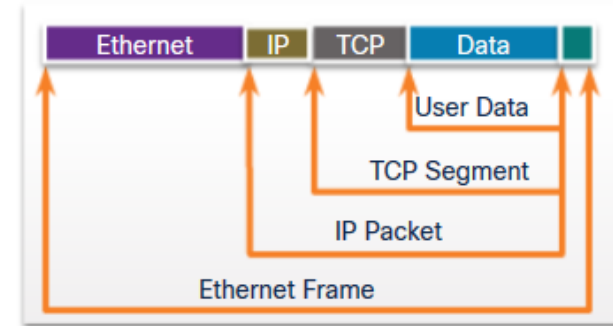 Ethernet IP TCP Data
User Data
TCP Segment
IP Packet
Ethernet Frame